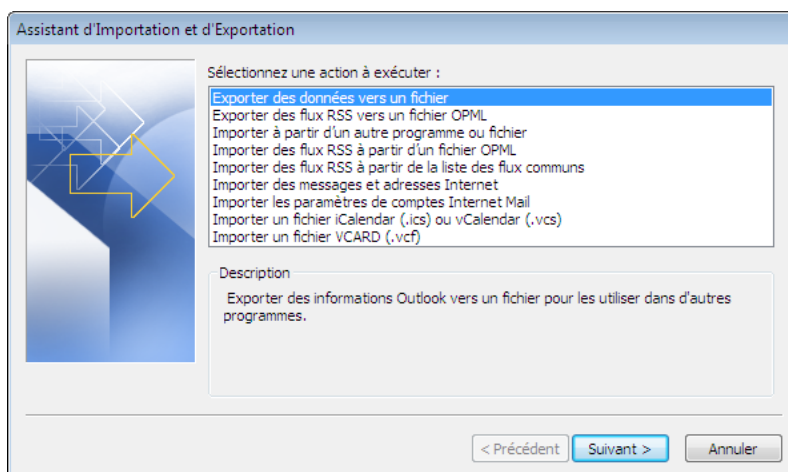 Assistant d'Importation et d'Exportation
Sélectionnez une action à exécuter :
Exporter des données vers un fichier
Exporter des flux RSS vers un fichier OPML
Importer à partir d'un autre programme ou fichier
Importer des flux RSS à partir d'un fichier OPML
Importer des flux RSS à partir de la liste des flux communs
Importer des messages et adresses Internet
Importer les paramètres de comptes Internet Mail
Importer un fichier iCalendar (.ics) ou vCalendar (.vcs)
Importer un fichier VCARD (.vcf)
Description
Exporter des informations Outlook vers un fichier pour les utiliser dans d'autres
programmes.
< Précédent Suivant > Annuler